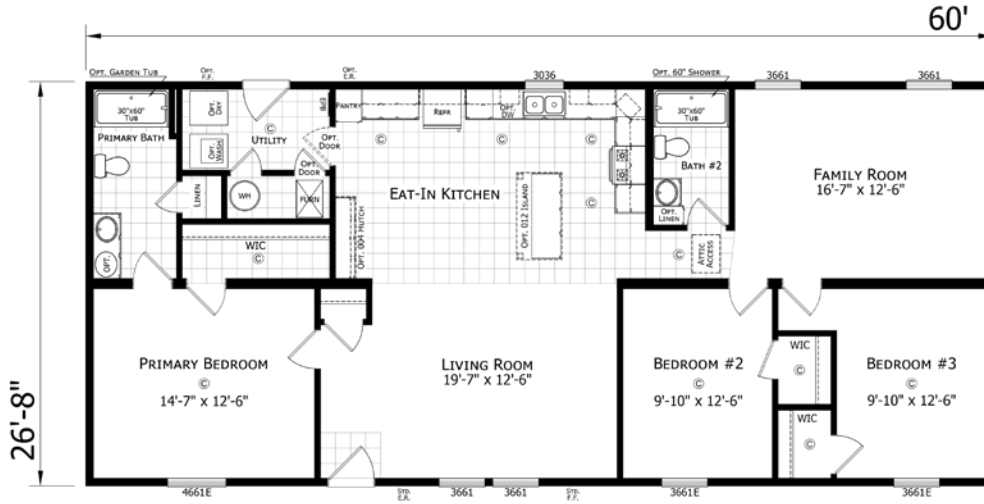 60'
OPT. GARDEN TUB
OPT. F.F.
OPT. E.R.
3036
OPT. 60" SHOWER
3661
3661
30"x60" TUB
PRIMARY BATH
OPT. DRY
OPT. WASH
©
UTILITY
EPB
OPT. DOOR
OPT. DOOR
PANTRY
REFR
OPT. DW
©
©
©
30"x60" TUB
BATH #2
OPT. LINEN
FAMILY ROOM
16'-7" x 12'-6"
LINEN
WH
FURN
EAT-IN KITCHEN
OPT. 004 HUTCH
OPT. 012 ISLAND
©
OPT.
WIC
©
©
ATTIC ACCESS
26'-8"
PRIMARY BEDROOM
©
14'-7" x 12'-6"
LIVING ROOM
19'-7" x 12'-6"
BEDROOM #2
©
9'-10" x 12'-6"
WIC
©
WIC
©
BEDROOM #3
©
9'-10" x 12'-6"
4661E
STD. E.R.
3661
3661
STD. F.F.
3661E
3661E